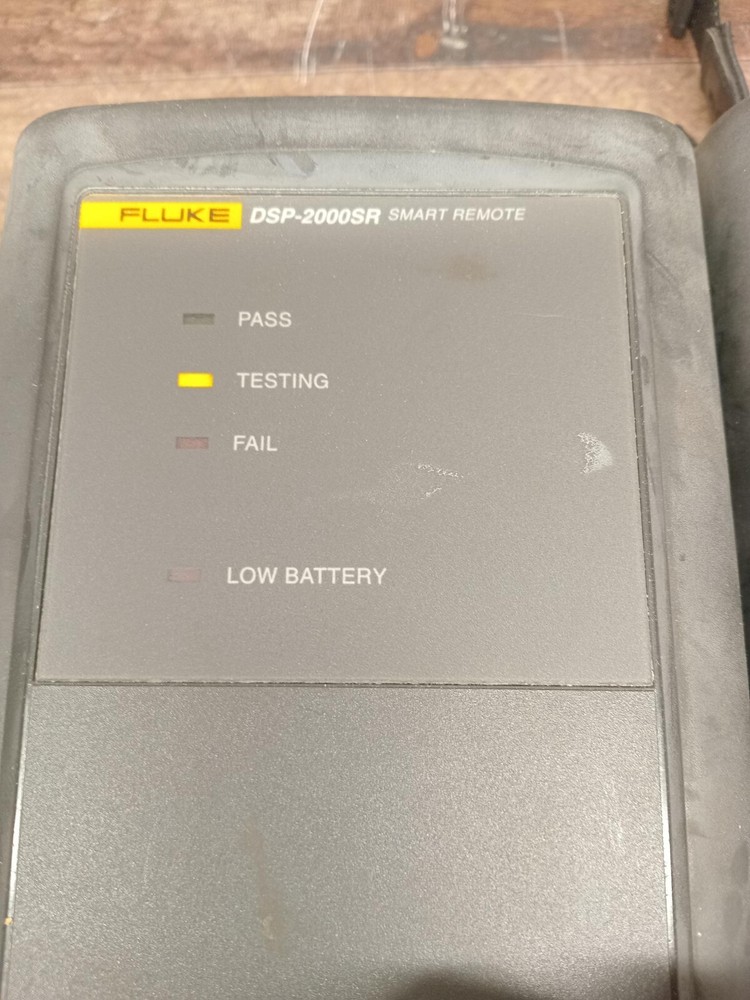 FLUKE DSP-2000SR SMART REMOTE
PASS
TESTING
FAIL
LOW BATTERY